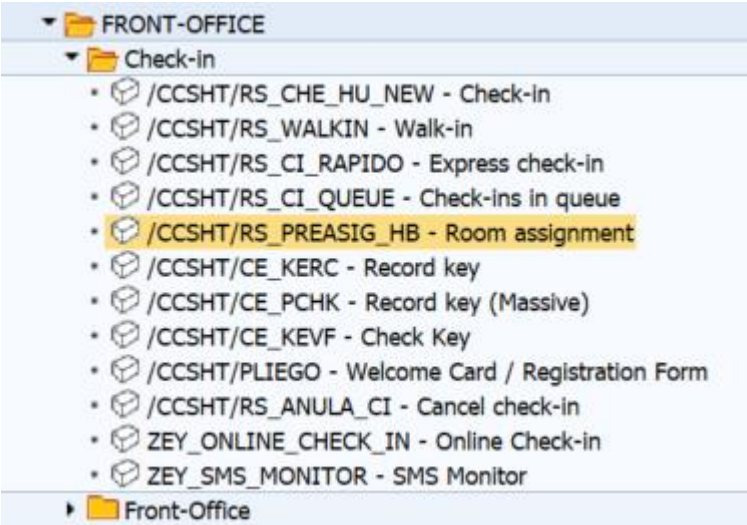 FRONT-OFFICE
Check-in
/CCSHT/RS_CHE_HU_NEW - Check-in
/CCSHT/RS_WALKIN - Walk-in
/CCSHT/RS_CI_RAPIDO - Express check-in
/CCSHT/RS_CI_QUEUE - Check-ins in queue
/CCSHT/RS_PREASIG_HB - Room assignment
/CCSHT/CE_KERC - Record key
/CCSHT/CE_PCHK - Record key (Massive)
/CCSHT/CE_KEVF - Check Key
/CCSHT/PLIEGO - Welcome Card / Registration Form
/CCSHT/RS_ANULA_CI - Cancel check-in
ZEY_ONLINE_CHECK_IN - Online Check-in
ZEY_SMS_MONITOR - SMS Monitor
Front-Office